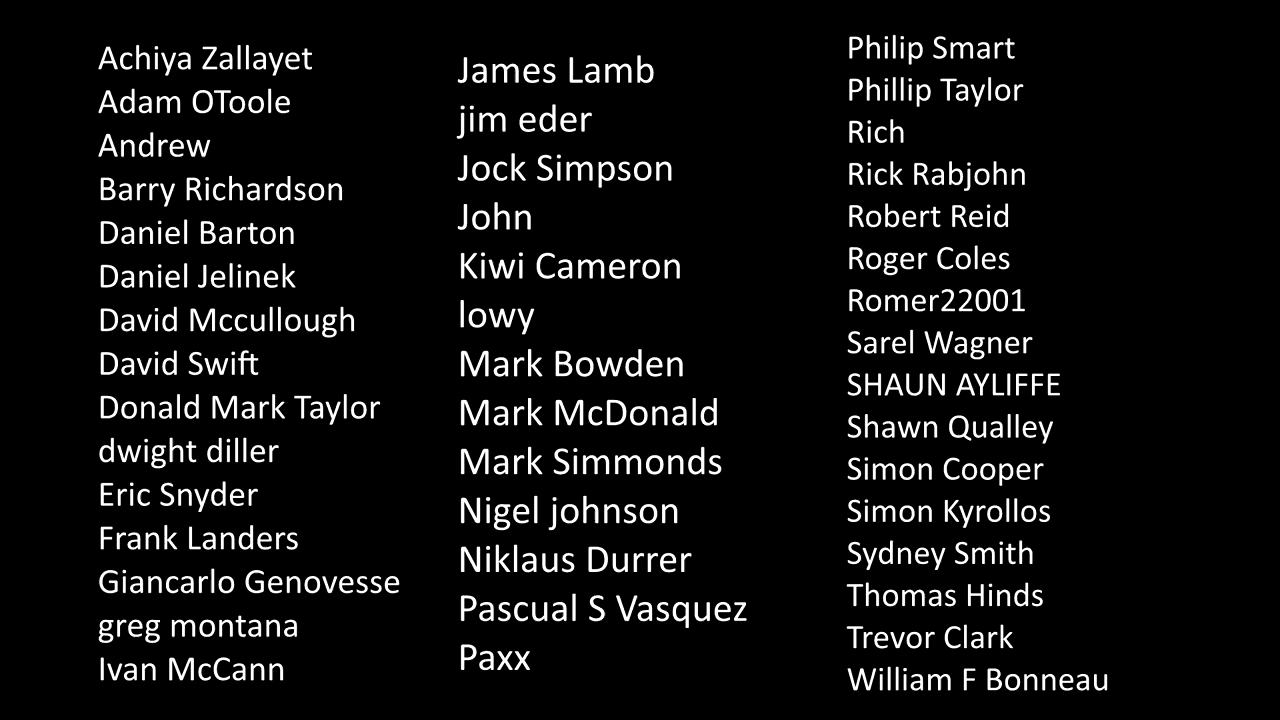 Achiya Zallayet
Adam OToole
Andrew
Barry Richardson
Daniel Barton
Daniel Jelinek
David Mccullough
David Swift
Donald Mark Taylor
dwight diller
Eric Snyder
Frank Landers
Giancarlo Genovesse
greg montana
Ivan McCann
James Lamb
jim eder
Jock Simpson
John
Kiwi Cameron
lowy
Mark Bowden
Mark McDonald
Mark Simmonds
Nigel johnson
Niklaus Durrer
Pascual S Vasquez
Paxx
Philip Smart
Phillip Taylor
Rich
Rick Rabjohn
Robert Reid
Roger Coles
Romer22001
Sarel Wagner
SHAUN AYLIFFE
Shawn Qualley
Simon Cooper
Simon Kyrollos
Sydney Smith
Thomas Hinds
Trevor Clark
William F Bonneau